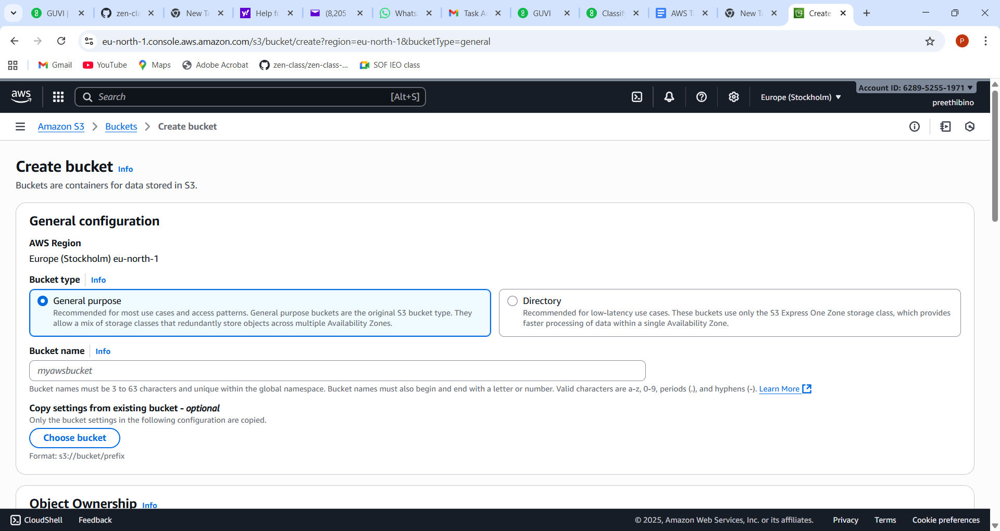 GUVI |
zen-cla
New Ta
Help fo
(8,205
Whats
Task A
GUVI
Classif
AWS Ta
New Ta
Create
eu-north-1.console.aws.amazon.com/s3/bucket/create?region=eu-north-1&bucketType=general
P
Gmail
YouTube
Maps
Adobe Acrobat
zen-class/zen-class-...
SOF IEO class
aws
Search
[Alt+S]
Europe (Stockholm)
Account ID: 6289-5255-1971
preethibino
Amazon S3
Buckets
Create bucket
Create bucket Info
Buckets are containers for data stored in S3.
General configuration
AWS Region
Europe (Stockholm) eu-north-1
Bucket type
Info
General purpose
Recommended for most use cases and access patterns. General purpose buckets are the original S3 bucket type. They
allow a mix of storage classes that redundantly store objects across multiple Availability Zones.
Directory
Recommended for low-latency use cases. These buckets use only the S3 Express One Zone storage class, which provides
faster processing of data within a single Availability Zone.
Bucket name
Info
myawsbucket
Bucket names must be 3 to 63 characters and unique within the global namespace. Bucket names must also begin and end with a letter or number. Valid characters are a-z, 0-9, periods (.), and hyphens (-). Learn More
Copy settings from existing bucket - optional
Only the bucket settings in the following configuration are copied.
Choose bucket
Format: s3://bucket/prefix
Object Ownership Info
CloudShell
Feedback
© 2025, Amazon Web Services, Inc. or its affiliates.
Privacy
Terms
Cookie preferences